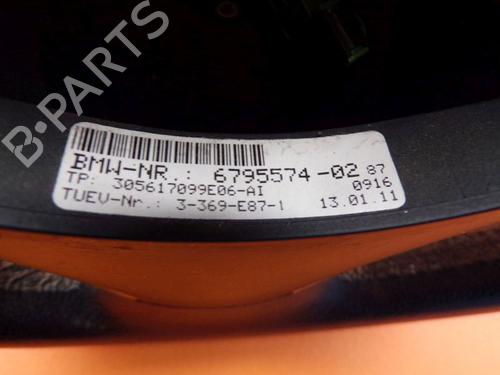 B-PARTS
BMW-NR.: 6795574-02 87
TP: 305617099E06-AI 0916
TUEV-Nr.: 3-369-E87-1 13.01.11